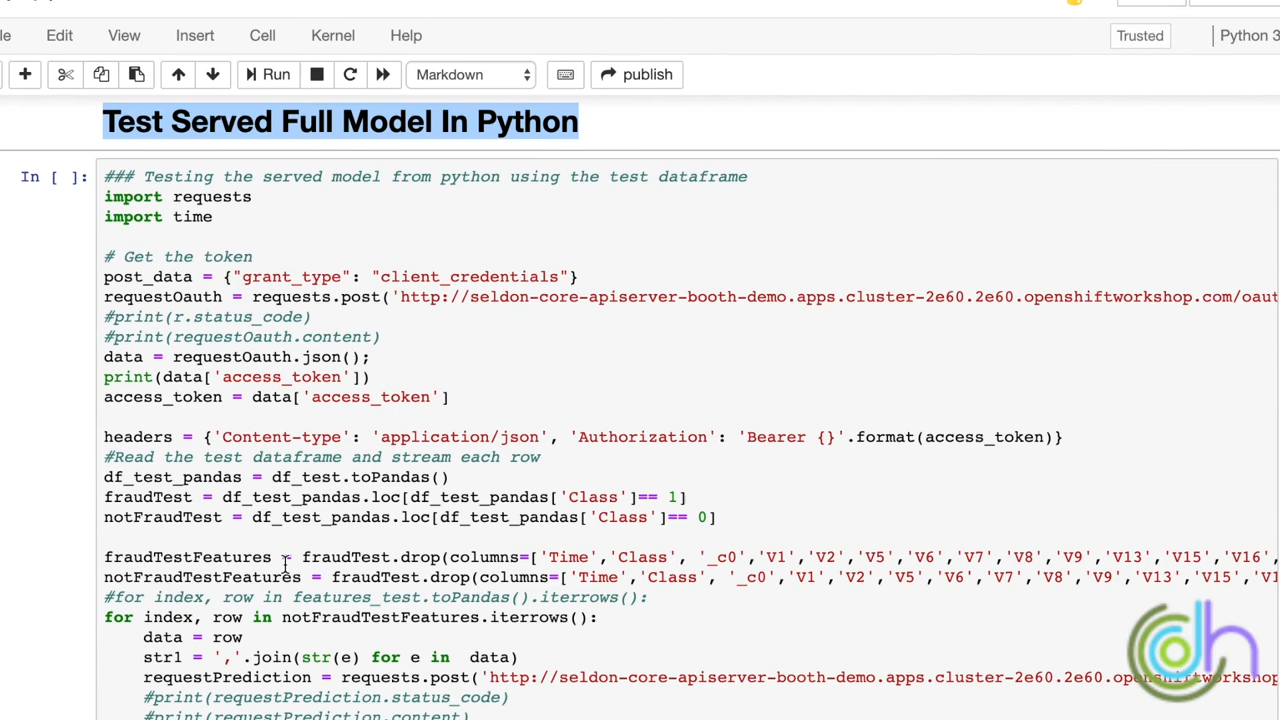 Edit View Insert Cell Kernel Help Trusted Python 3
Run Markdown publish
Test Served Full Model In Python
In [ ]:
### Testing the served model from python using the test dataframe
import requests
import time
# Get the token
post_data = {"grant_type": "client_credentials"}
requestOauth = requests.post('http://seldon-core-apiserver-booth-demo.apps.cluster-2e60.2e60.openshiftworkshop.com/oaut
#print(r.status_code)
#print(requestOauth.content)
data = requestOauth.json();
print(data['access_token'])
access_token = data['access_token']
headers = {'Content-type': 'application/json', 'Authorization': 'Bearer {}'.format(access_token)}
#Read the test dataframe and stream each row
df_test_pandas = df_test.toPandas()
fraudTest = df_test_pandas.loc[df_test_pandas['Class']== 1]
notFraudTest = df_test_pandas.loc[df_test_pandas['Class']== 0]
fraudTestFeatures = fraudTest.drop(columns=['Time','Class', '_c0','V1','V2','V5','V6','V7','V8','V9','V13','V15','V16',
notFraudTestFeatures = fraudTest.drop(columns=['Time','Class', '_c0','V1','V2','V5','V6','V7','V8','V9','V13','V15','V1
#for index, row in features_test.toPandas().iterrows():
for index, row in notFraudTestFeatures.iterrows():
data = row
str1 = ','.join(str(e) for e in data)
requestPrediction = requests.post('http://seldon-core-apiserver-booth-demo.apps.cluster-2e60.2e60.openshiftworkshop
#print(requestPrediction.status_code)
#print(requestPrediction.content)